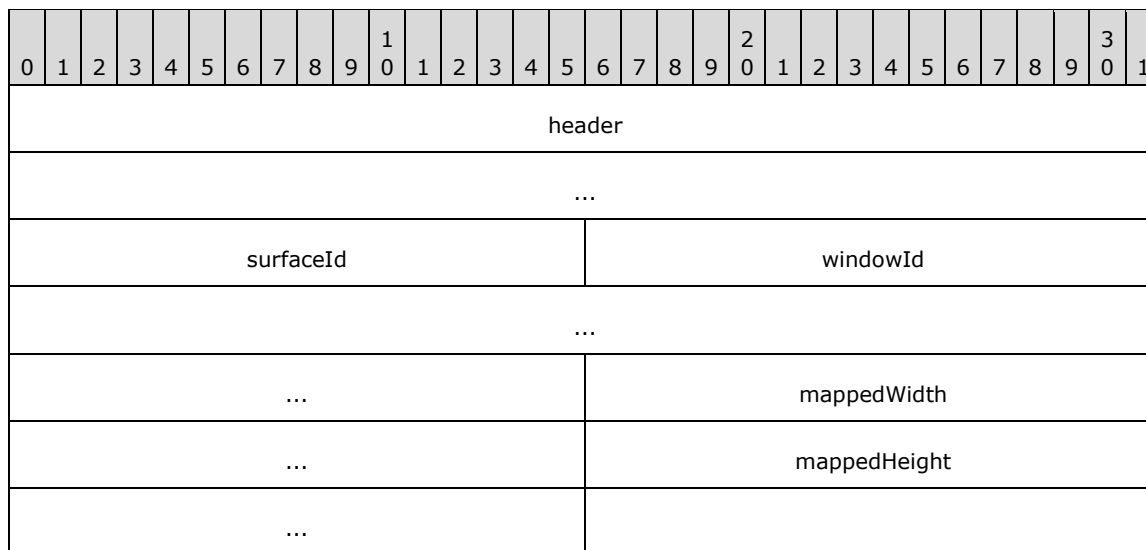 1 2 3
0 1 2 3 4 5 6 7 8 9 0 1 2 3 4 5 6 7 8 9 0 1 2 3 4 5 6 7 8 9 0 1
header
...
surfaceId windowId
...
... mappedWidth
... mappedHeight
...